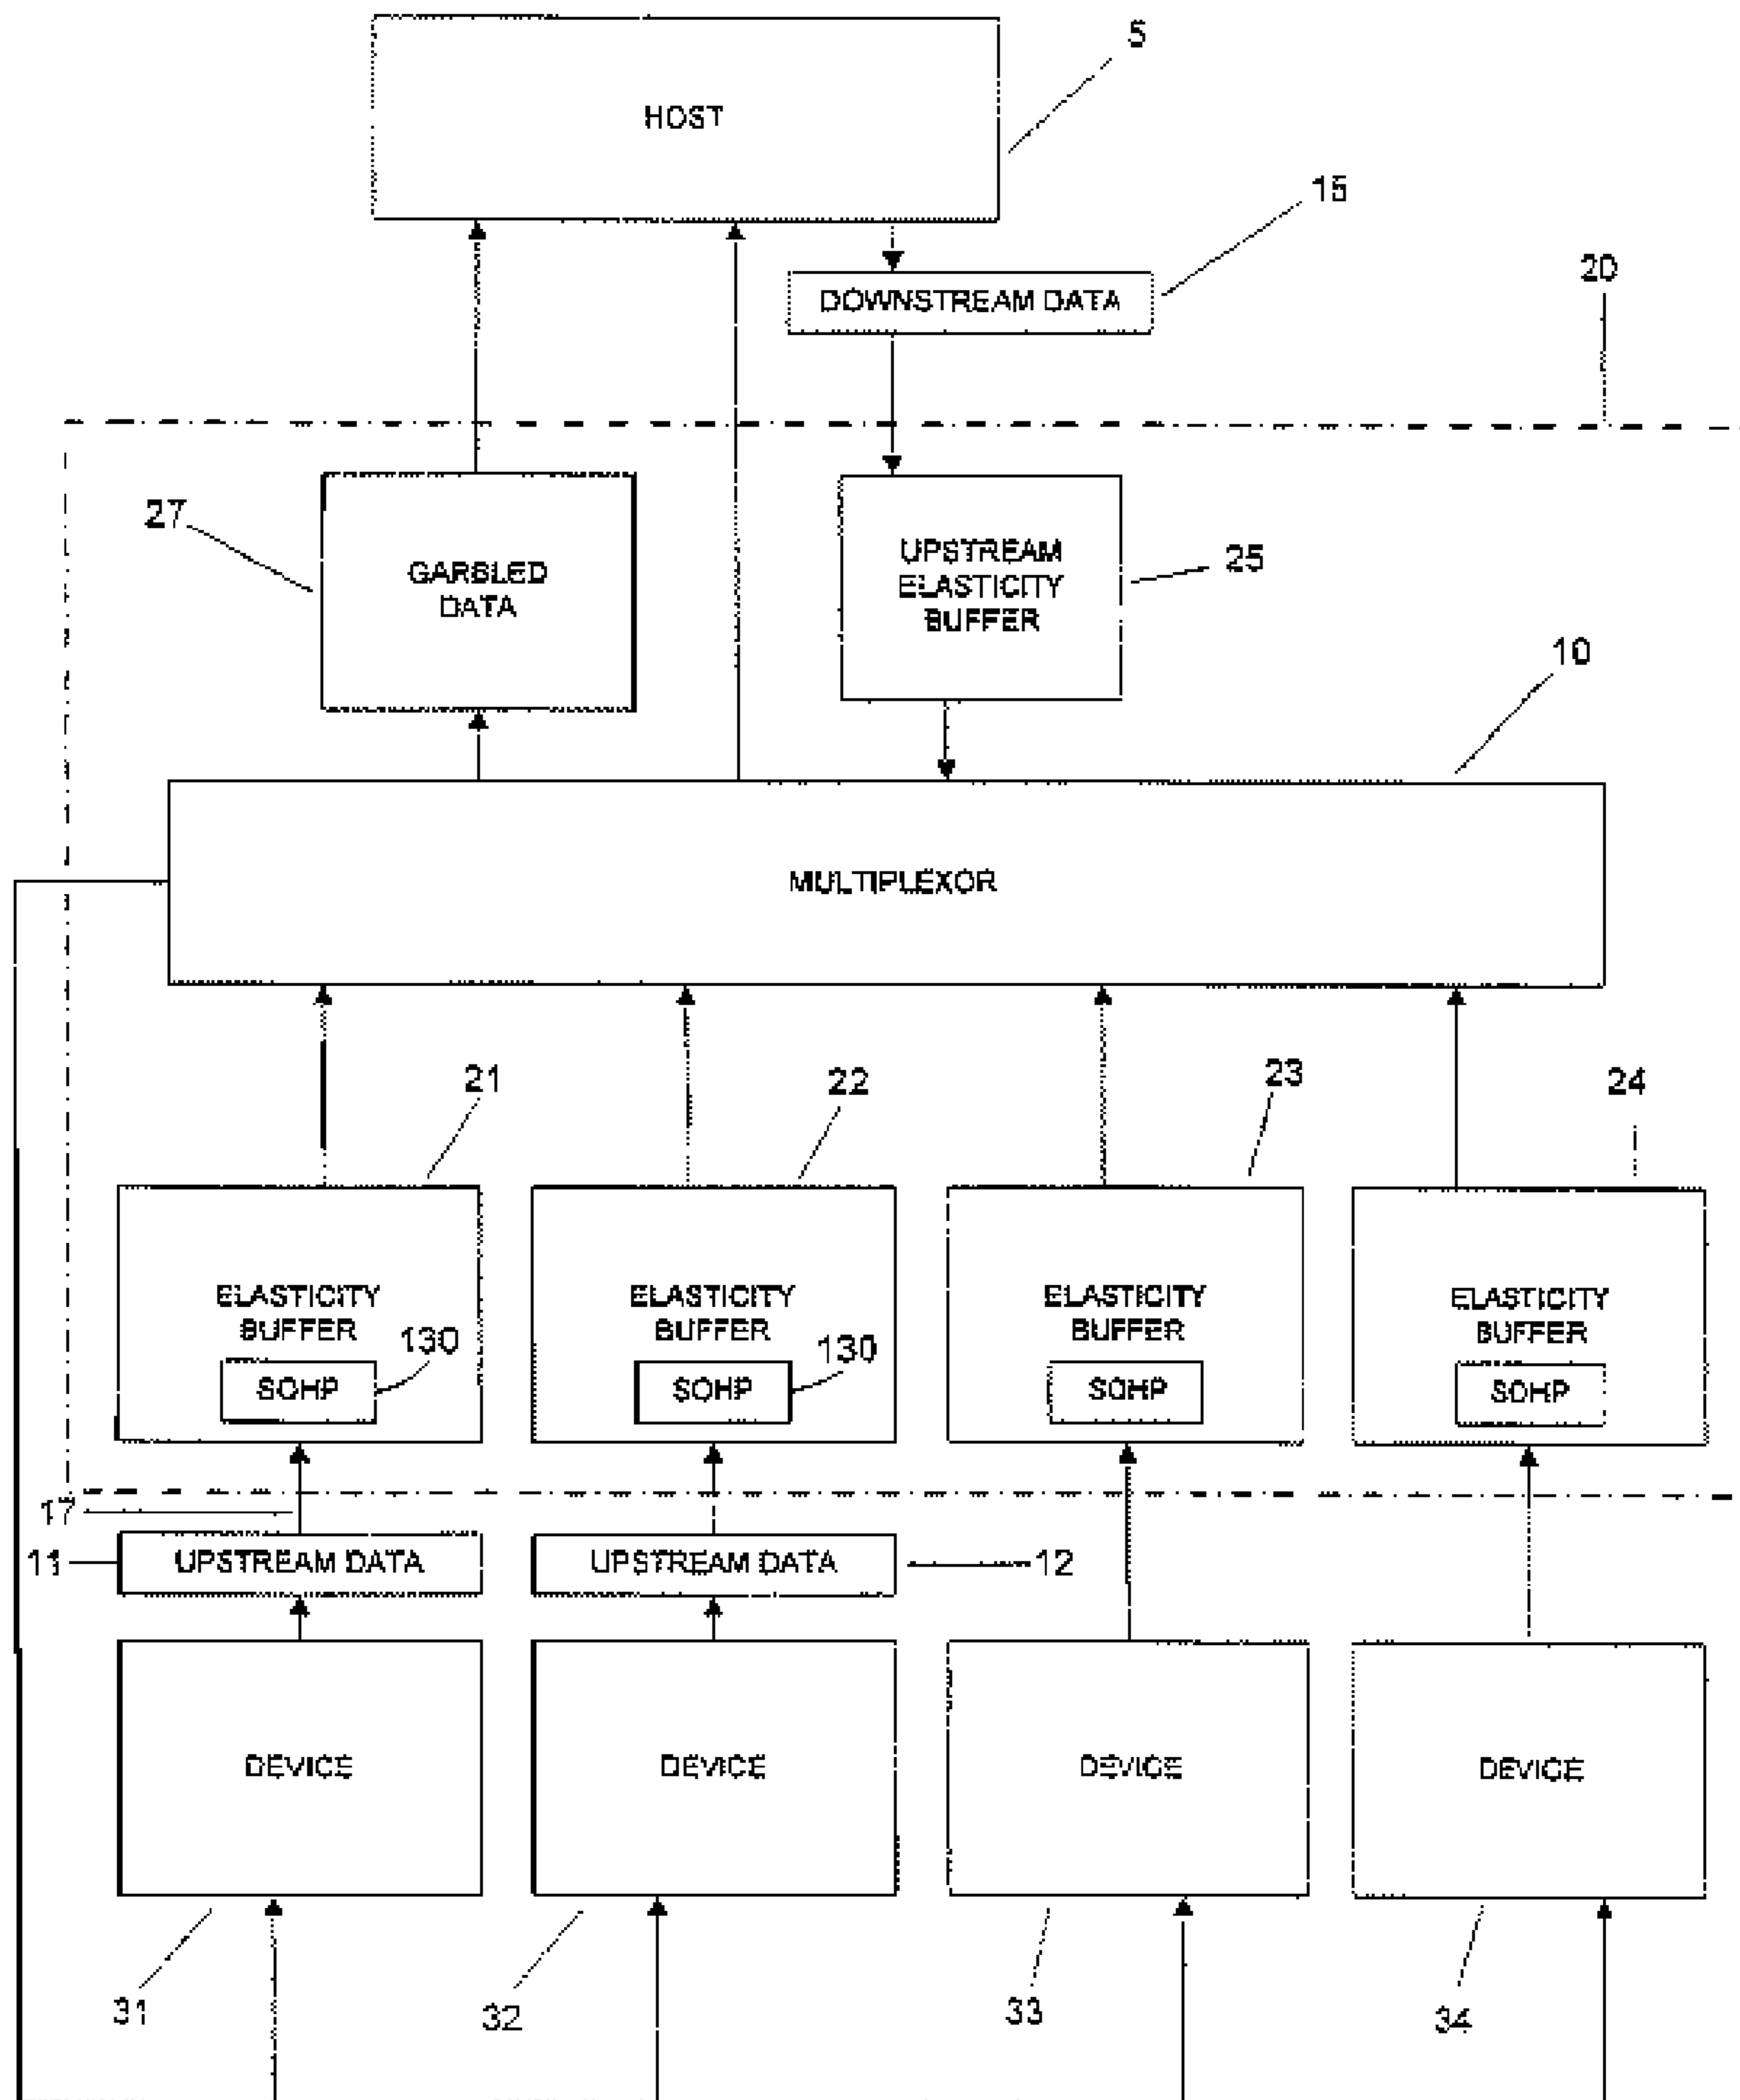 5
HOST
15
DOWNSTREAM DATA
20
27
GARBLED
DATA
UPSTREAM
ELASTICITY
BUFFER
25
10
MULTIPLEXOR
21
22
23
24
ELASTICITY
BUFFER
130
SOHP
ELASTICITY
BUFFER
130
SOHP
ELASTICITY
BUFFER
SOHP
ELASTICITY
BUFFER
SOHP
17
11
UPSTREAM DATA
UPSTREAM DATA
12
DEVICE
DEVICE
DEVICE
DEVICE
31
32
33
34